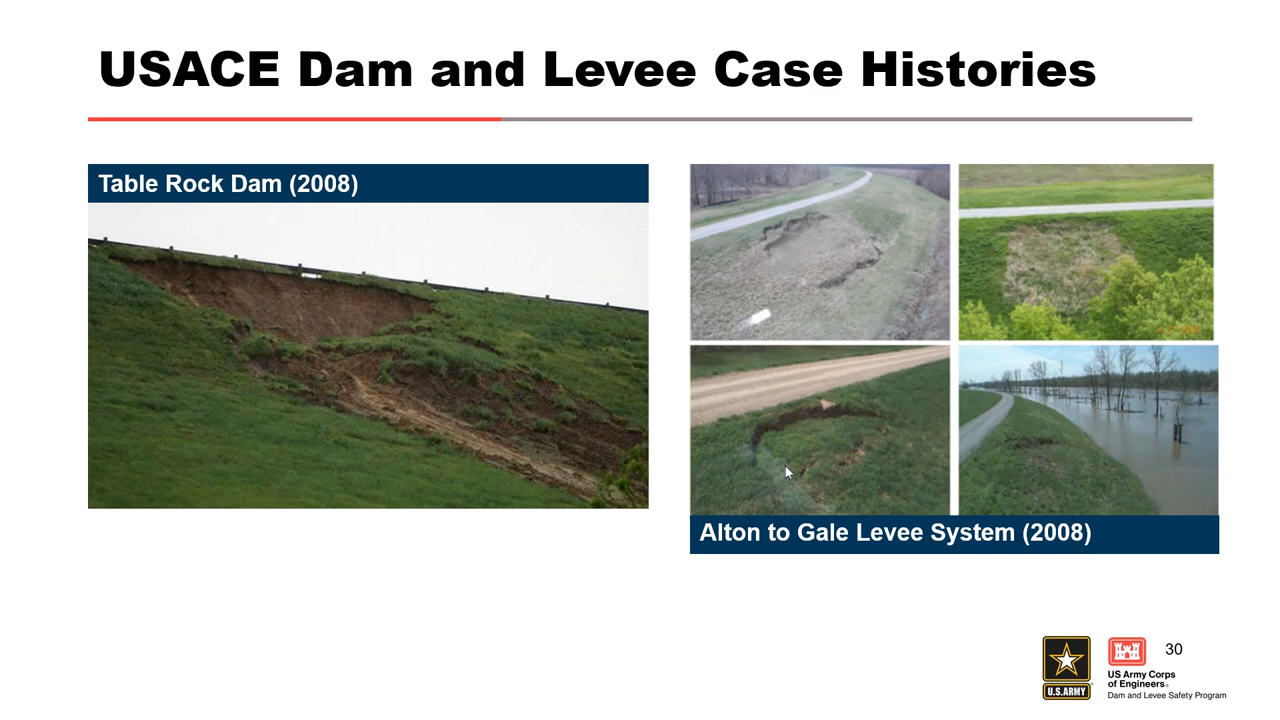 USACE Dam and Levee Case Histories
Table Rock Dam (2008)
Alton to Gale Levee System (2008)
30
U.S.ARMY
US Army Corps
of Engineers®
Dam and Levee Safety Program